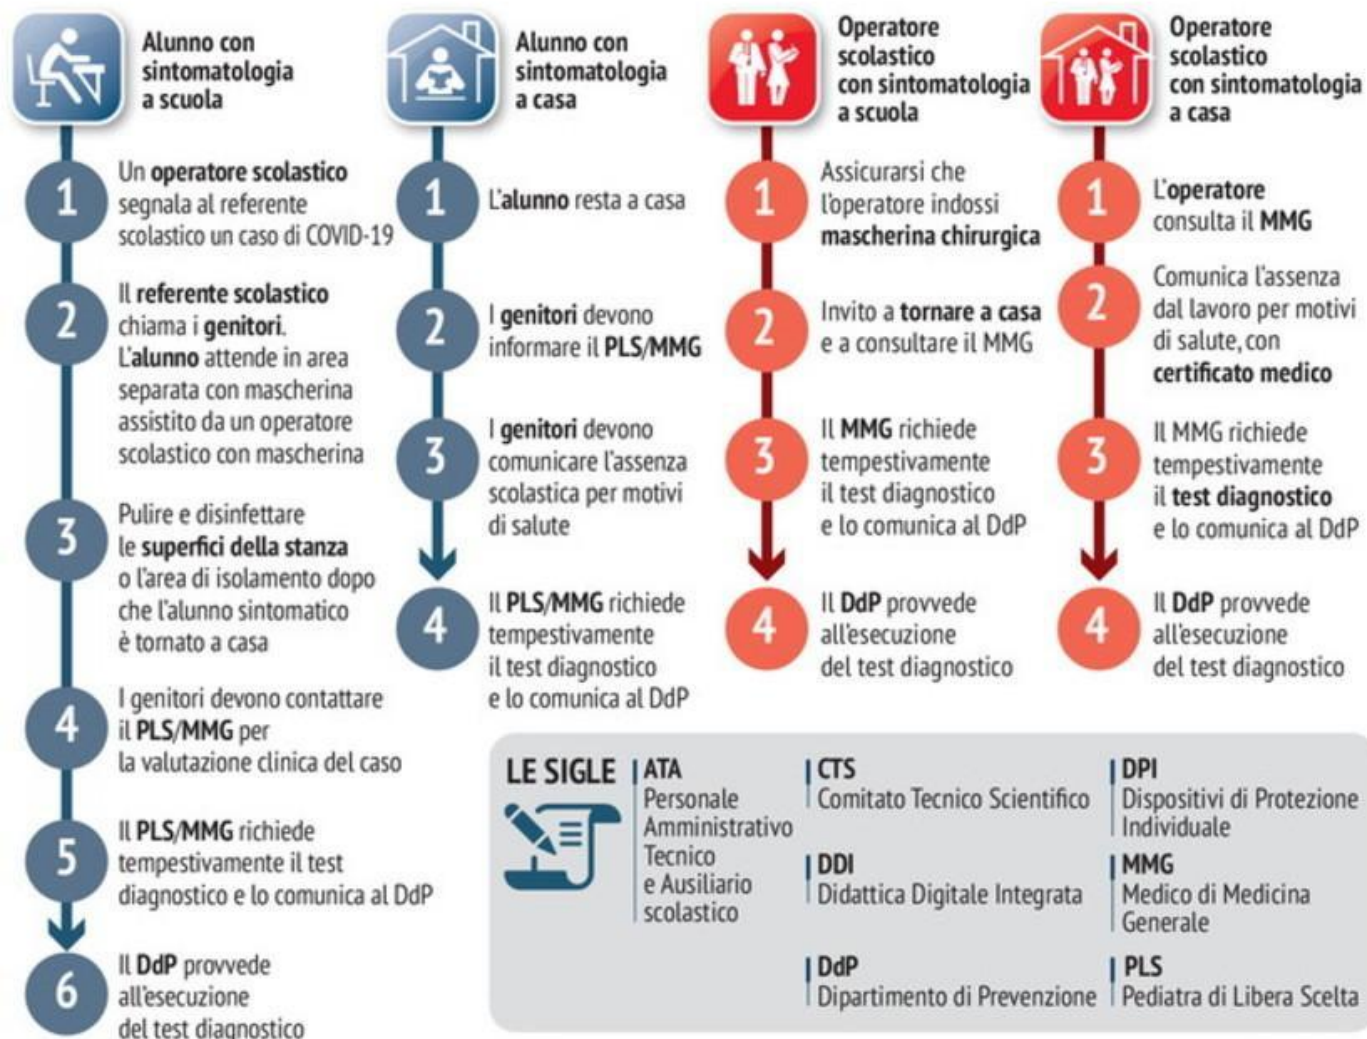 Alunno con
sintomatologia
a scuola
1
Un operatore scolastico
segnala al referente
scolastico un caso di COVID-19
2
Il referente scolastico
chiama i genitori.
L'alunno attende in area
separata con mascherina
assistito da un operatore
scolastico con mascherina
3
Pulire e disinfettare
le superfici della stanza
o l'area di isolamento dopo
che l'alunno sintomatico
è tornato a casa
4
I genitori devono contattare
il PLS/MMG per
la valutazione clinica del caso
5
Il PLS/MMG richiede
tempestivamente il test
diagnostico e lo comunica al DdP
6
Il DdP provvede
all'esecuzione
del test diagnostico
Alunno con
sintomatologia
a casa
1
L'alunno resta a casa
2
I genitori devono
informare il PLS/MMG
3
I genitori devono
comunicare l'assenza
scolastica per motivi
di salute
4
Il PLS/MMG richiede
tempestivamente
il test diagnostico
e lo comunica al DdP
Operatore
scolastico
con sintomatologia
a scuola
1
Assicurarsi che
l'operatore indossi
mascherina chirurgica
2
Invito a tornare a casa
e a consultare il MMG
3
Il MMG richiede
tempestivamente
il test diagnostico
e lo comunica al DdP
4
Il DdP provvede
all'esecuzione
del test diagnostico
Operatore
scolastico
con sintomatologia
a casa
1
L'operatore
consulta il MMG
2
Comunica l'assenza
dal lavoro per motivi
di salute, con
certificato medico
3
Il MMG richiede
tempestivamente
il test diagnostico
e lo comunica al DdP
4
Il DdP provvede
all'esecuzione
del test diagnostico
LE SIGLE
ATA
Personale
Amministrativo
Tecnico
e Ausiliario
scolastico
CTS
Comitato Tecnico Scientifico
DDI
Didattica Digitale Integrata
DdP
Dipartimento di Prevenzione
DPI
Dispositivi di Protezione
Individuale
MMG
Medico di Medicina
Generale
PLS
Pediatra di Libera Scelta